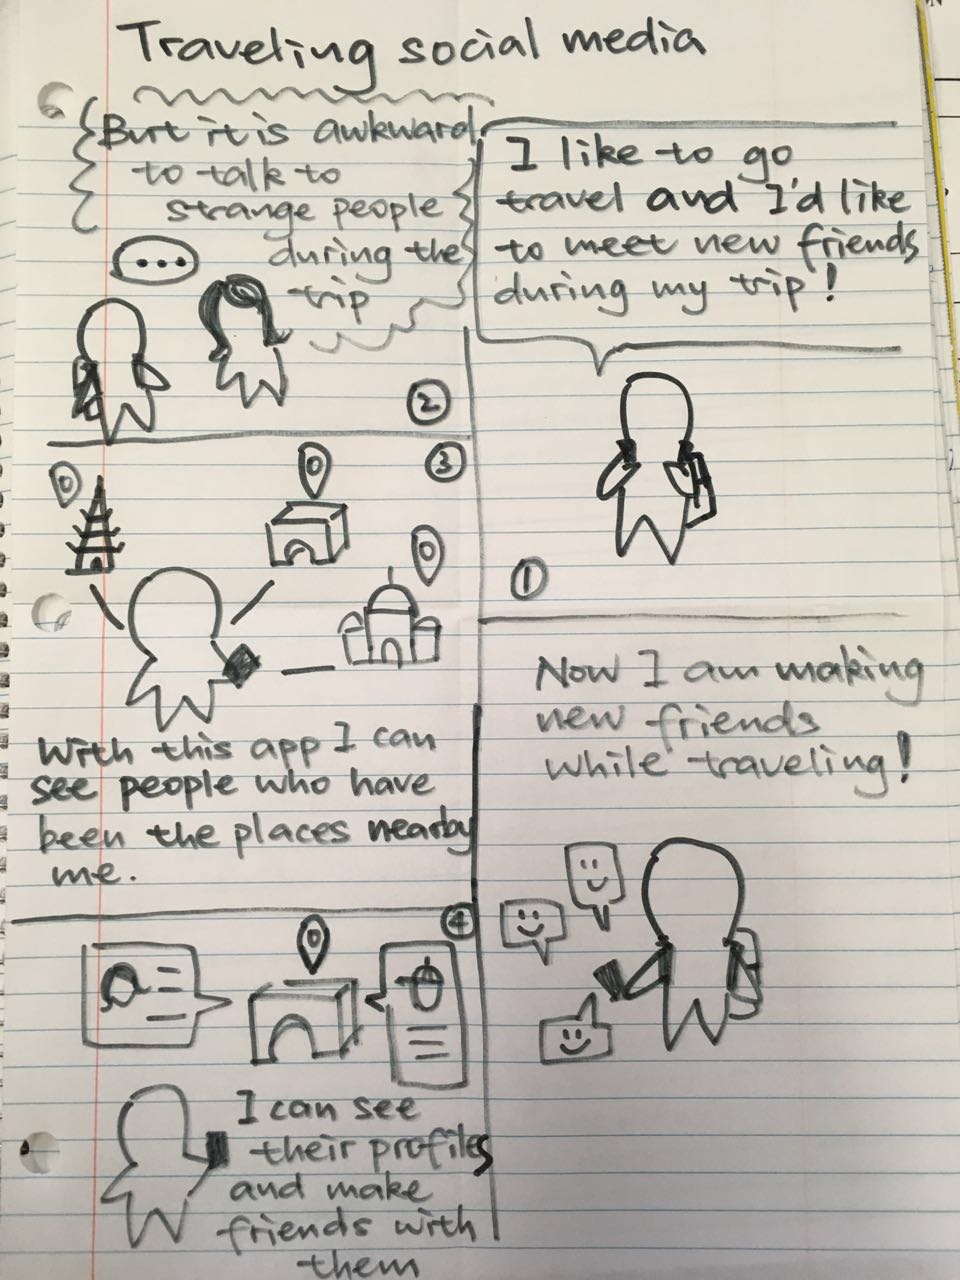 Traveling social media
I like to go
travel and I'd like
to meet new friends
during my trip!
①
But it is awkward
to talk to
strange people
during the
trip
②
③
With this app I can
see people who have
been the places nearby
me.
④
I can see
their profiles
and make
friends with
them
Now I am making
new friends
while traveling!